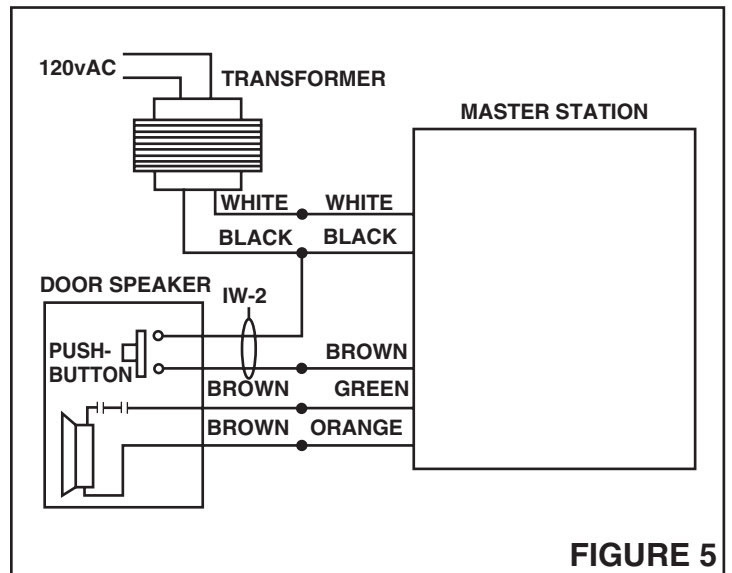 120vAC
TRANSFORMER
MASTER STATION
WHITE WHITE
BLACK BLACK
DOOR SPEAKER
IW-2
PUSH-
BUTTON
BROWN
BROWN GREEN
BROWN ORANGE
FIGURE 5